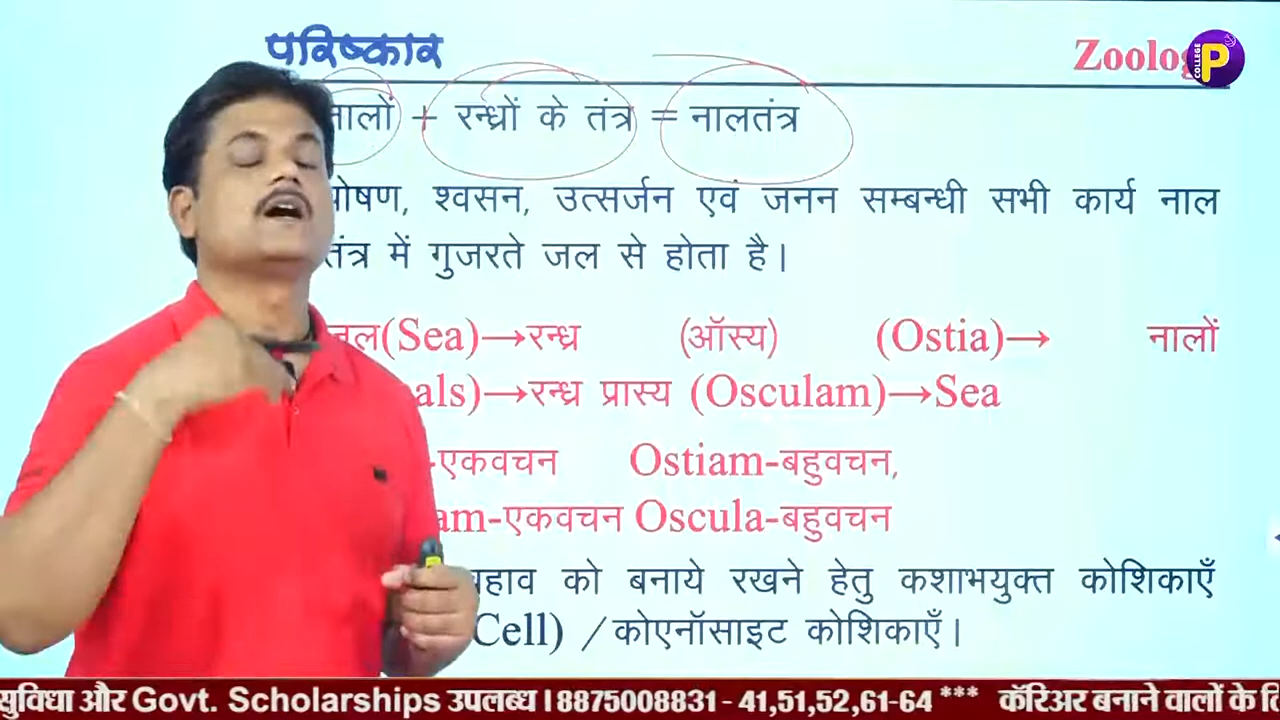 परिष्कार
Zoolog
COLLEGE P
नालों + रन्ध्रों के तंत्र = नालतंत्र
पोषण, श्वसन, उत्सर्जन एवं जनन सम्बन्धी सभी कार्य नाल
तंत्र में गुजरते जल से होता है।
जल(Sea)→रन्ध्र (ऑस्य) (Ostia)→ नालों
als)→रन्ध्र प्रास्य (Osculam)→Sea
-एकवचन Ostiam-बहुवचन,
am-एकवचन Oscula-बहुवचन
बहाव को बनाये रखने हेतु कशाभयुक्त कोशिकाएँ
Cell) /कोएनॉसाइट कोशिकाएँ।
सुविधा और Govt. Scholarships उपलब्ध।8875008831 - 41,51,52,61-64 *** कॅरिअर बनाने वालों के